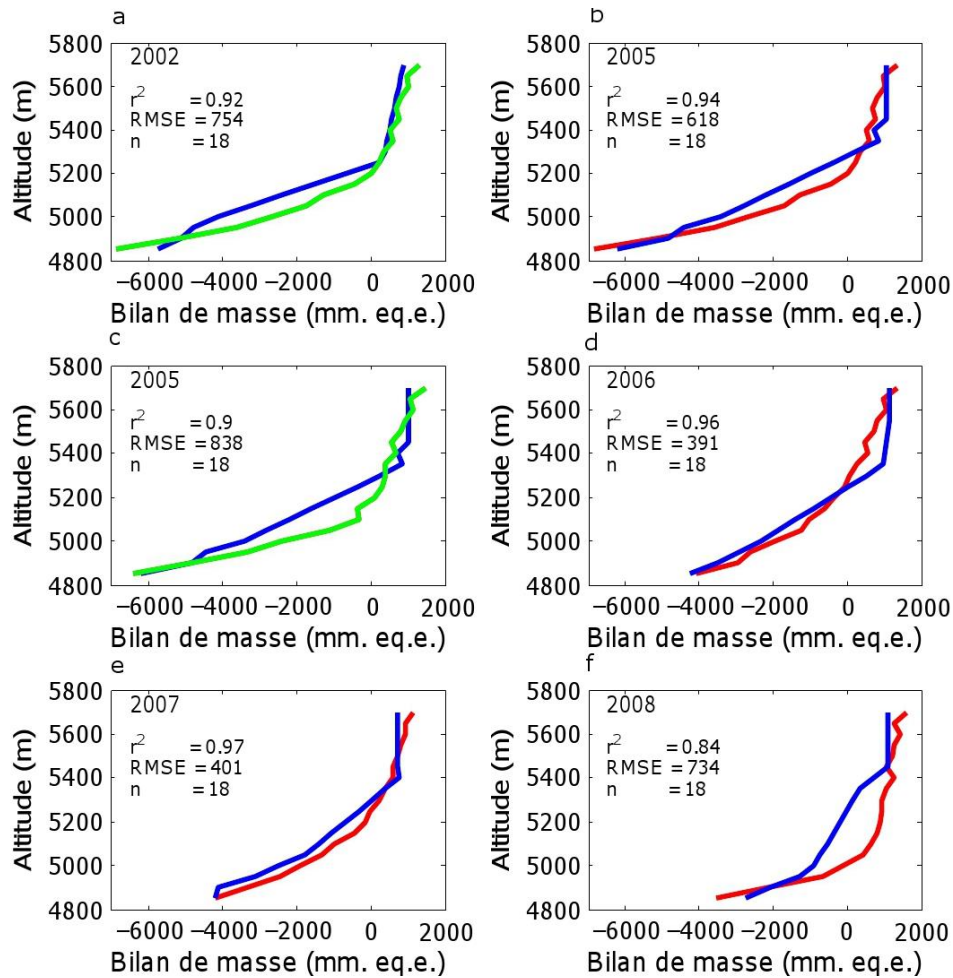 a
5800
2002
5600
r2 =0.92
RMSE =754
n =18
5400
5200
5000
4800
Altitude (m)
−6000 −4000 −2000 0 2000
Bilan de masse (mm. eq.e.)
b
5800
2005
5600
r2 =0.94
RMSE =618
n =18
5400
5200
5000
4800
Altitude (m)
−6000 −4000 −2000 0 2000
Bilan de masse (mm. eq.e.)
c
5800
2005
5600
r2 =0.9
RMSE =838
n =18
5400
5200
5000
4800
Altitude (m)
−6000 −4000 −2000 0 2000
Bilan de masse (mm. eq.e.)
d
5800
2006
5600
r2 =0.96
RMSE =391
n =18
5400
5200
5000
4800
Altitude (m)
−6000 −4000 −2000 0 2000
Bilan de masse (mm. eq.e.)
e
5800
2007
5600
r2 =0.97
RMSE =401
n =18
5400
5200
5000
4800
Altitude (m)
−6000 −4000 −2000 0 2000
Bilan de masse (mm. eq.e.)
f
5800
2008
5600
r2 =0.84
RMSE =734
n =18
5400
5200
5000
4800
Altitude (m)
−6000 −4000 −2000 0 2000
Bilan de masse (mm. eq.e.)